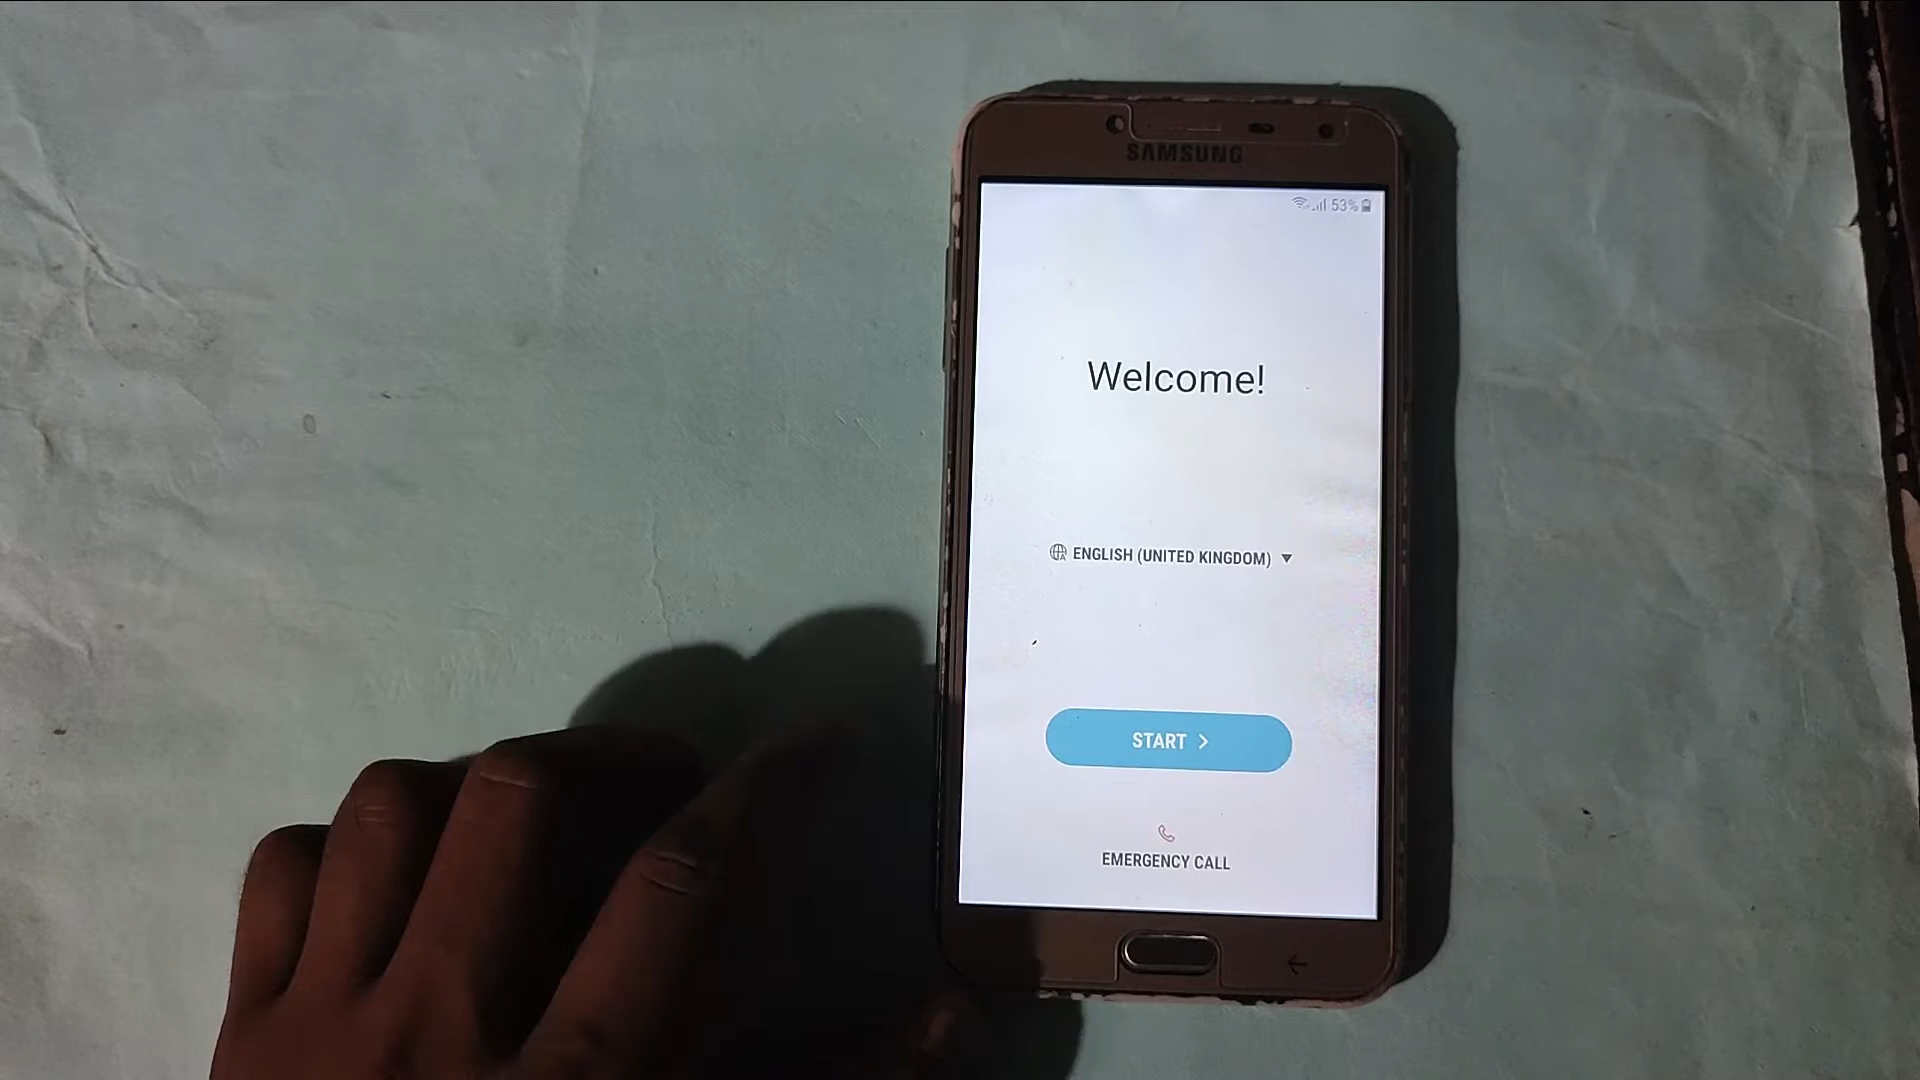 SAMSUNG
53%
Welcome!
ENGLISH (UNITED KINGDOM)
START
EMERGENCY CALL